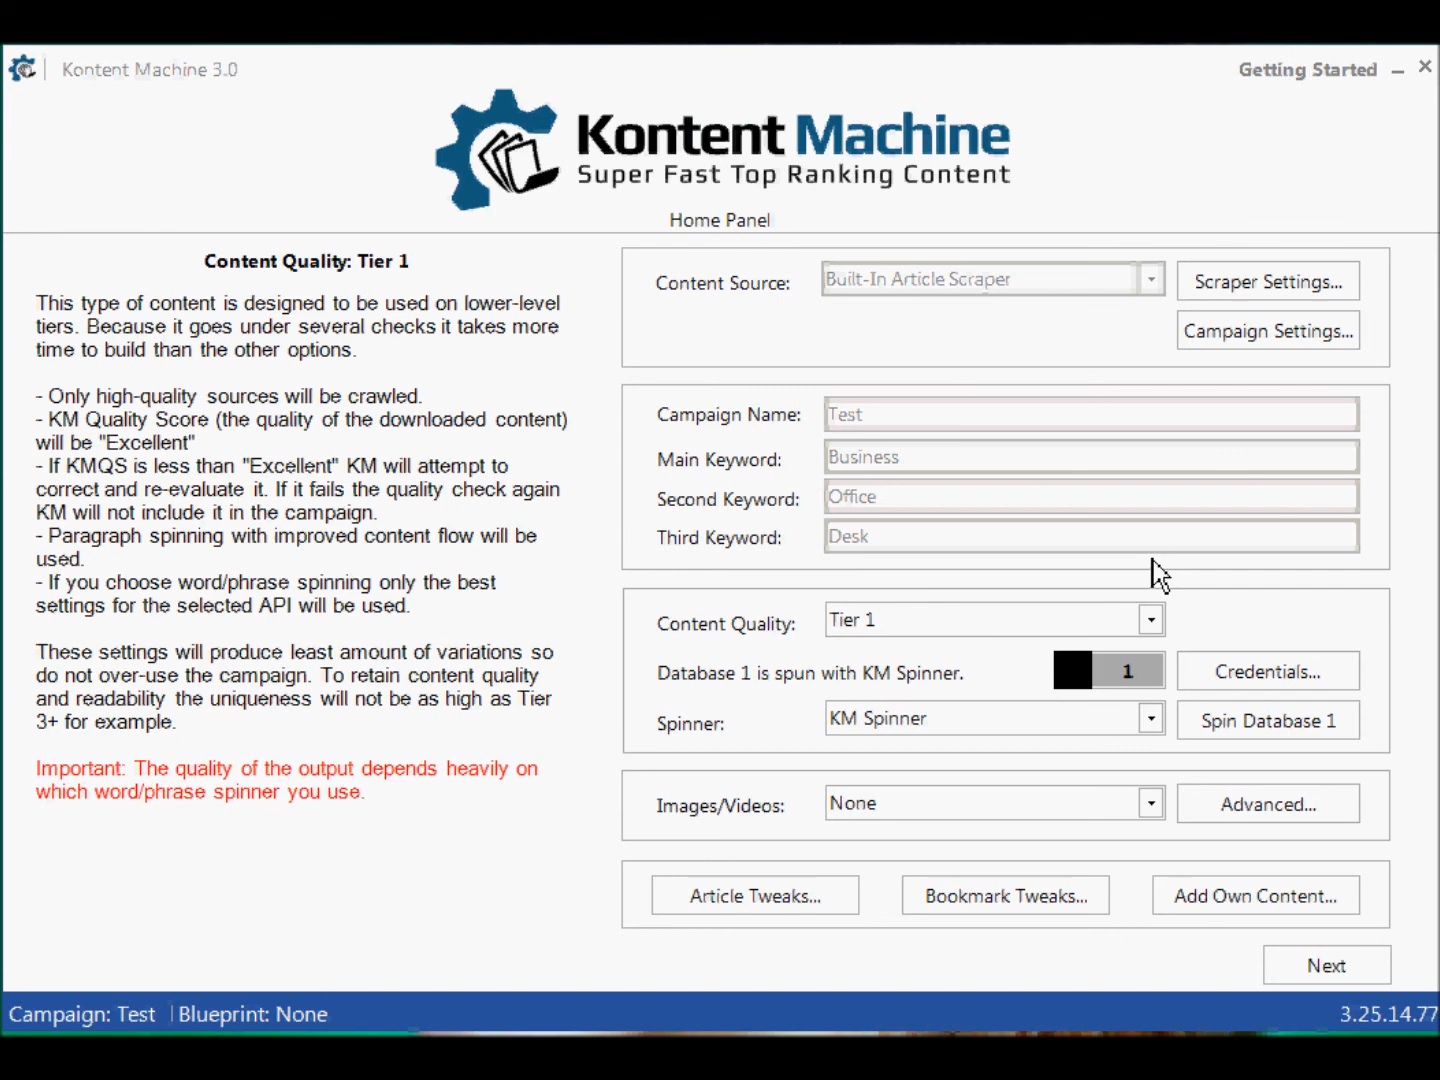 Kontent Machine 3.0
Getting Started
Kontent Machine
Super Fast Top Ranking Content
Home Panel
Content Quality: Tier 1
This type of content is designed to be used on lower-level
tiers. Because it goes under several checks it takes more
time to build than the other options.
- Only high-quality sources will be crawled.
- KM Quality Score (the quality of the downloaded content)
will be "Excellent"
- If KMQS is less than "Excellent" KM will attempt to
correct and re-evaluate it. If it fails the quality check again
KM will not include it in the campaign.
- Paragraph spinning with improved content flow will be
used.
- If you choose word/phrase spinning only the best
settings for the selected API will be used.
These settings will produce least amount of variations so
do not over-use the campaign. To retain content quality
and readability the uniqueness will not be as high as Tier
3+ for example.
Important: The quality of the output depends heavily on
which word/phrase spinner you use.
Content Source: Built-In Article Scraper Scraper Settings...
Campaign Settings...
Campaign Name: Test
Main Keyword: Business
Second Keyword: Office
Third Keyword: Desk
Content Quality: Tier 1
Database 1 is spun with KM Spinner. 1 Credentials...
Spinner: KM Spinner Spin Database 1
Images/Videos: None Advanced...
Article Tweaks... Bookmark Tweaks... Add Own Content...
Next
Campaign: Test Blueprint: None 3.25.14.77